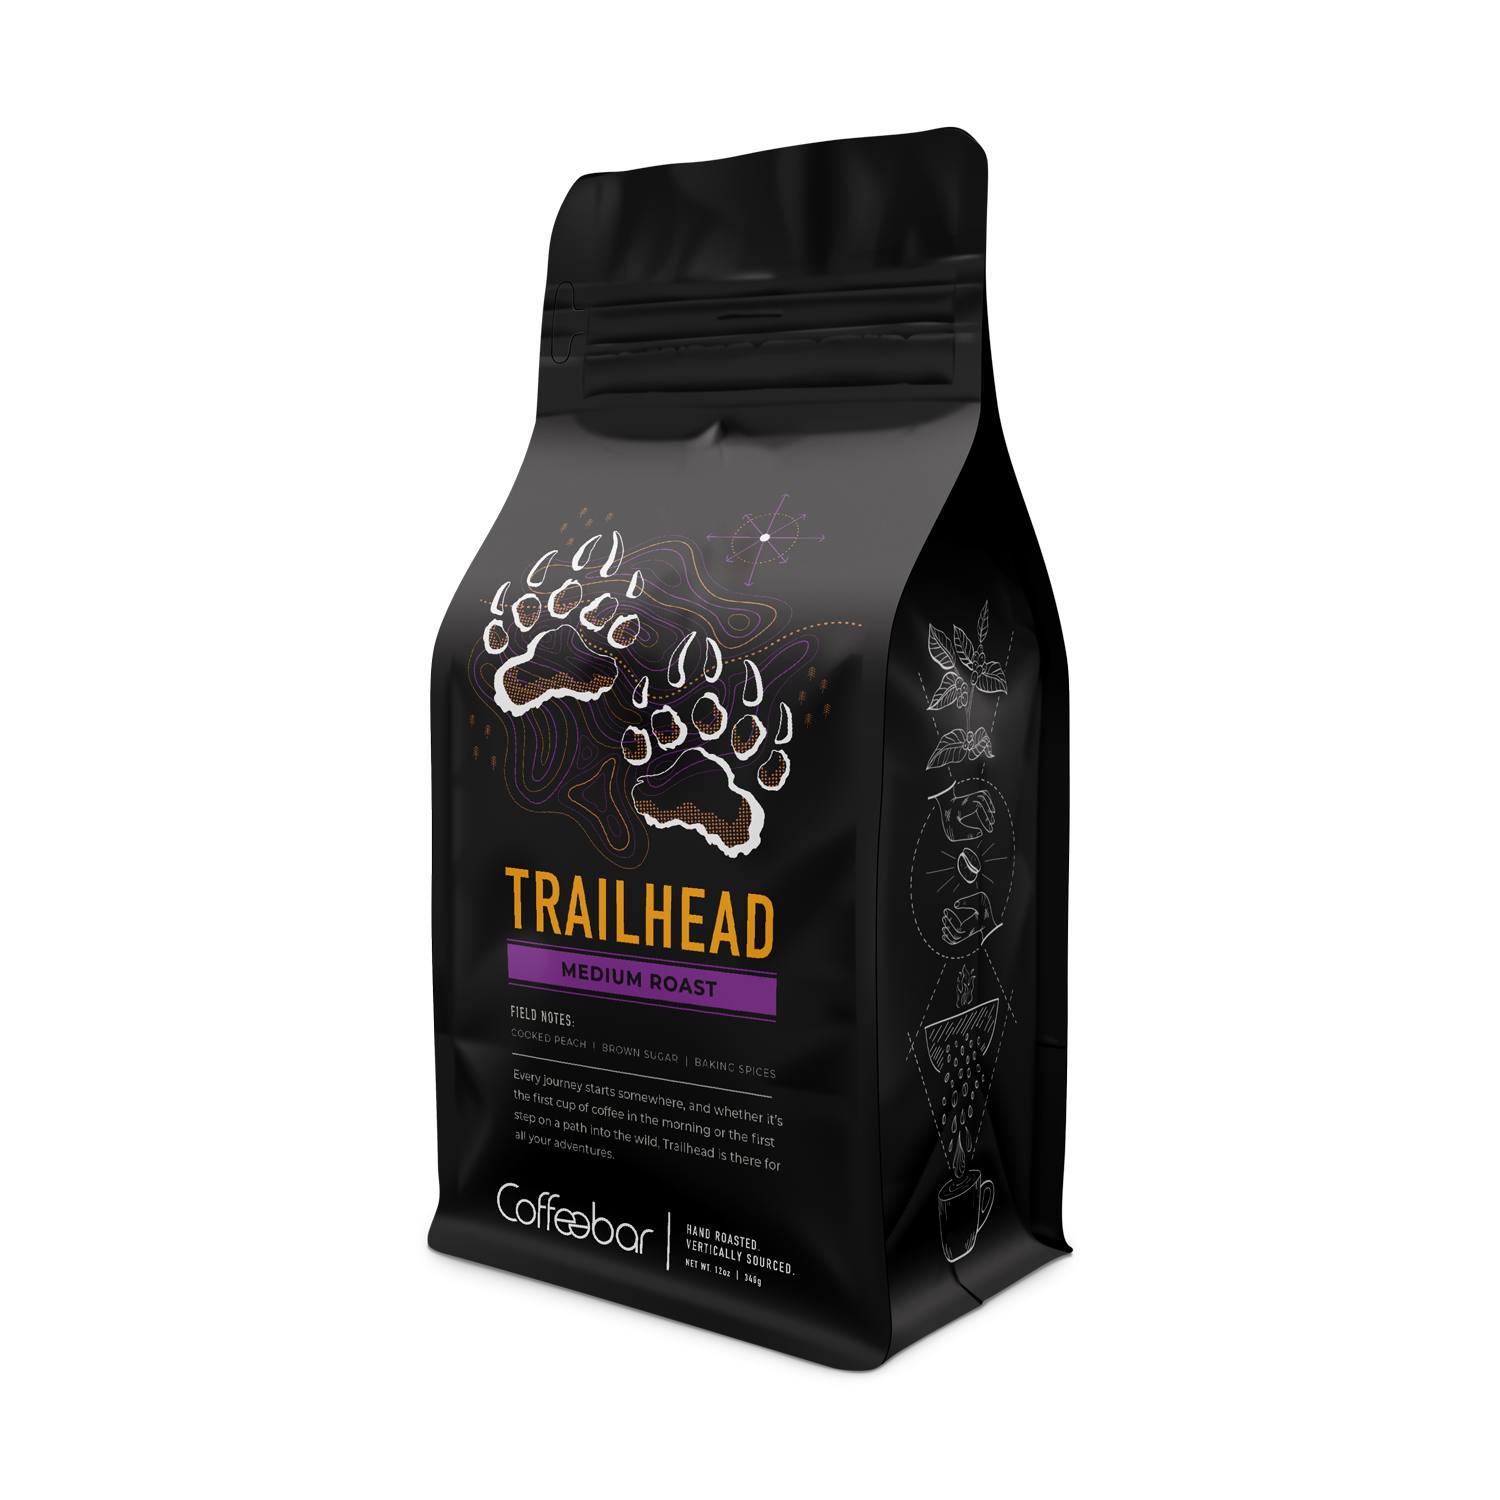 TRAILHEAD
MEDIUM ROAST
FIELD NOTES:
COOKED PEACH | BROWN SUGAR | BAKING SPICES
Every journey starts somewhere, and whether it's
the first cup of coffee in the morning or the first
step on a path into the wild, Trailhead is there for
all your adventures.
Coffeebar
HAND ROASTED.
VERTICALLY SOURCED.
NET WT. 12oz | 340g